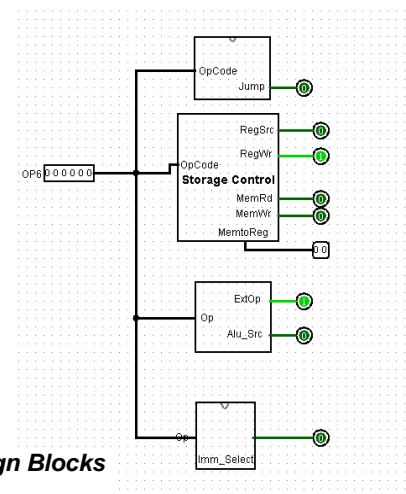 OpCode
Jump 0
RegSrc 0
RegWr 1
OpCode
Storage Control
OP6 000000
MemRd 0
MemWr 0
MemtoReg
00
ExtOp 1
Op
Alu_Src 0
Op
0
Imm_Select
gn Blocks